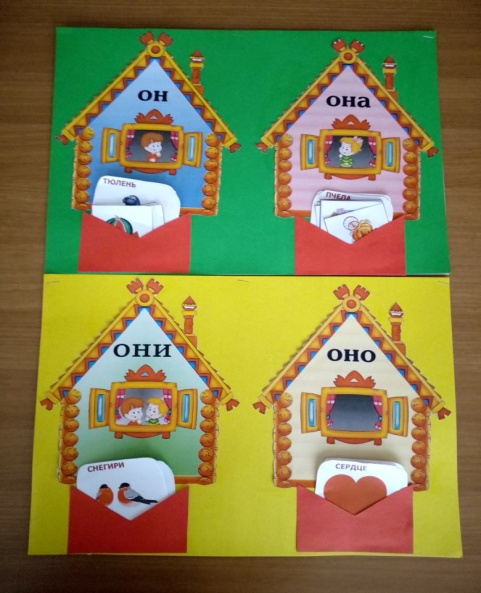 он
она
ТЮЛЕНЬ
ПЧЕЛА
они
оно
СНЕГИРИ
СЕРДЦЕ